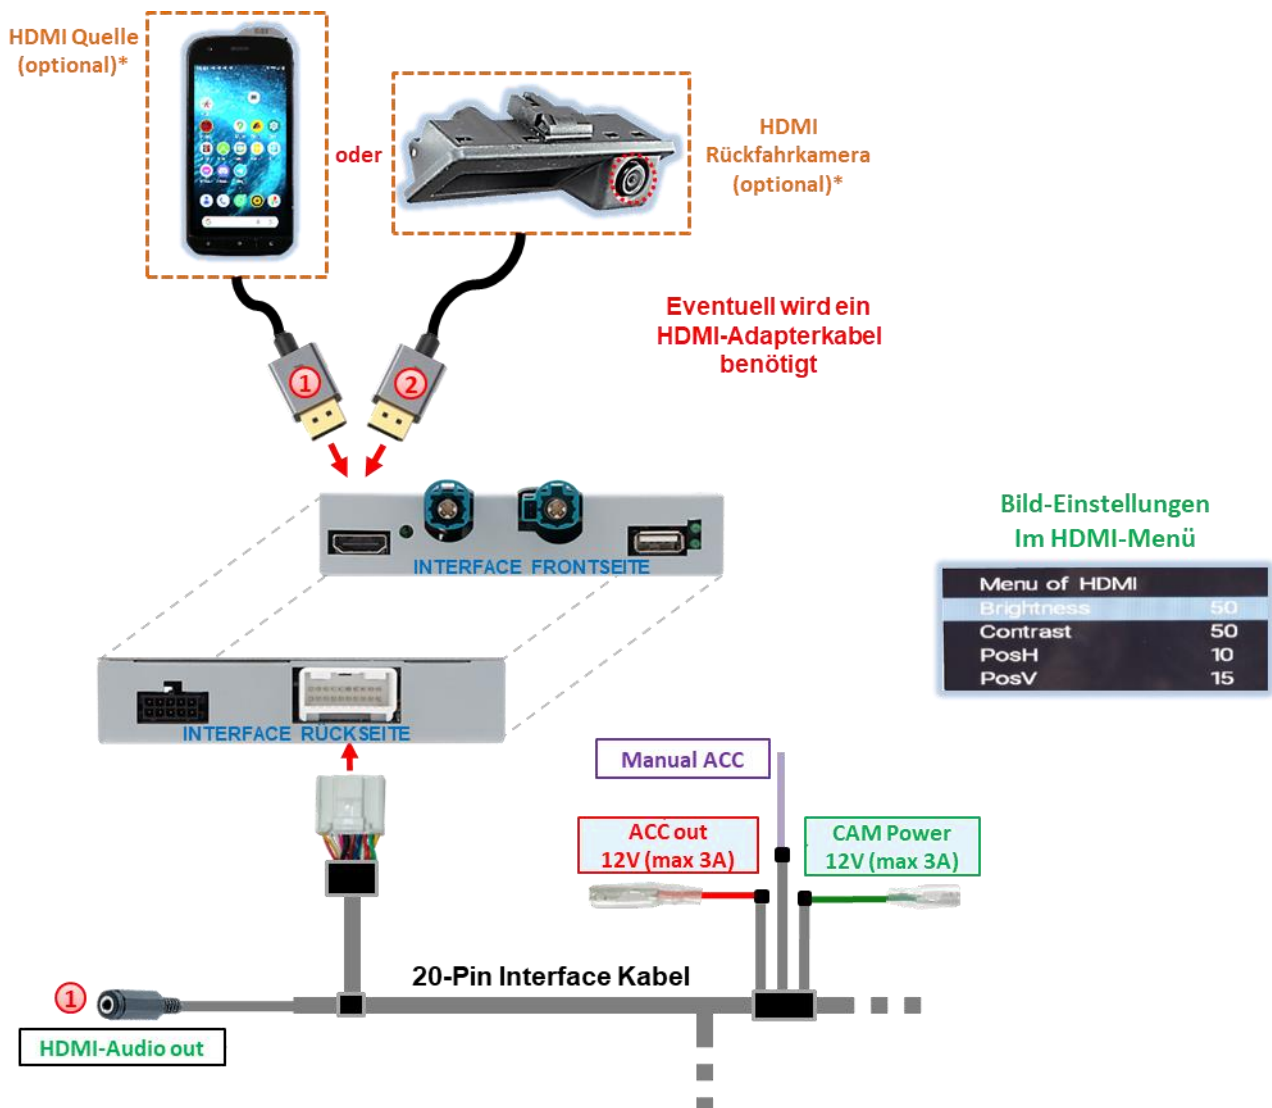 HDMI Quelle
(optional)*
oder
HDMI
Rückfahrkamera
(optional)*
Eventuell wird ein
HDMI-Adapterkabel
benötigt
1
2
INTERFACE FRONTSEITE
Bild-Einstellungen
Im HDMI-Menü
Menu of HDMI
Brightness 50
Contrast 50
PosH 10
PosV 15
INTERFACE RÜCKSEITE
Manual ACC
ACC out
12V (max 3A)
CAM Power
12V (max 3A)
20-Pin Interface Kabel
1
HDMI-Audio out